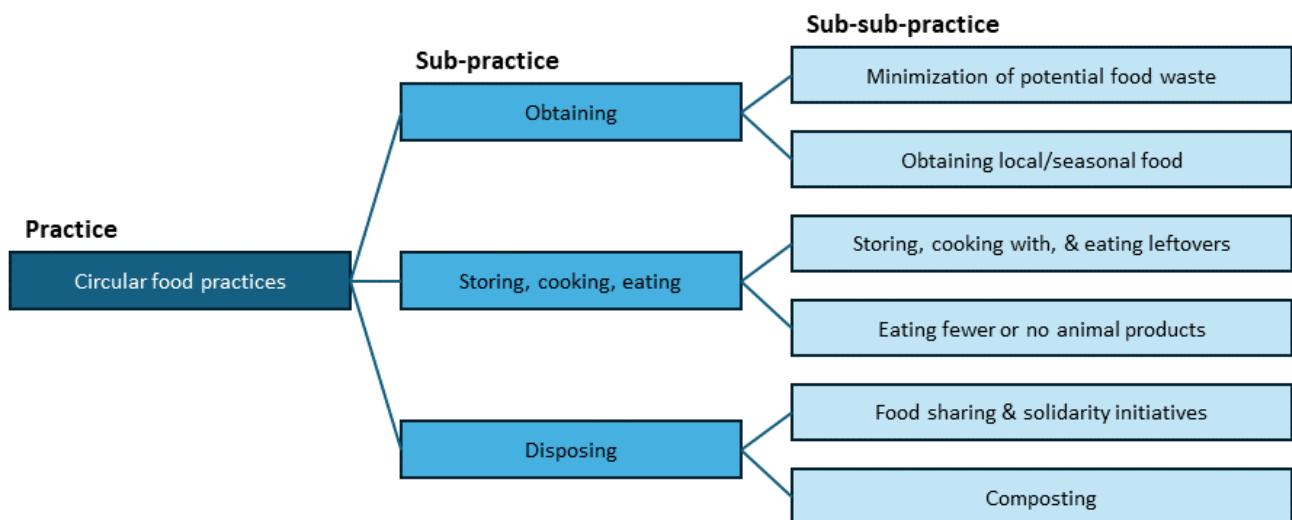 Sub-sub-practice
Sub-practice
Minimization of potential food waste
Obtaining
Obtaining local/seasonal food
Practice
Storing, cooking with, & eating leftovers
Circular food practices
Storing, cooking, eating
Eating fewer or no animal products
Food sharing & solidarity initiatives
Disposing
Composting